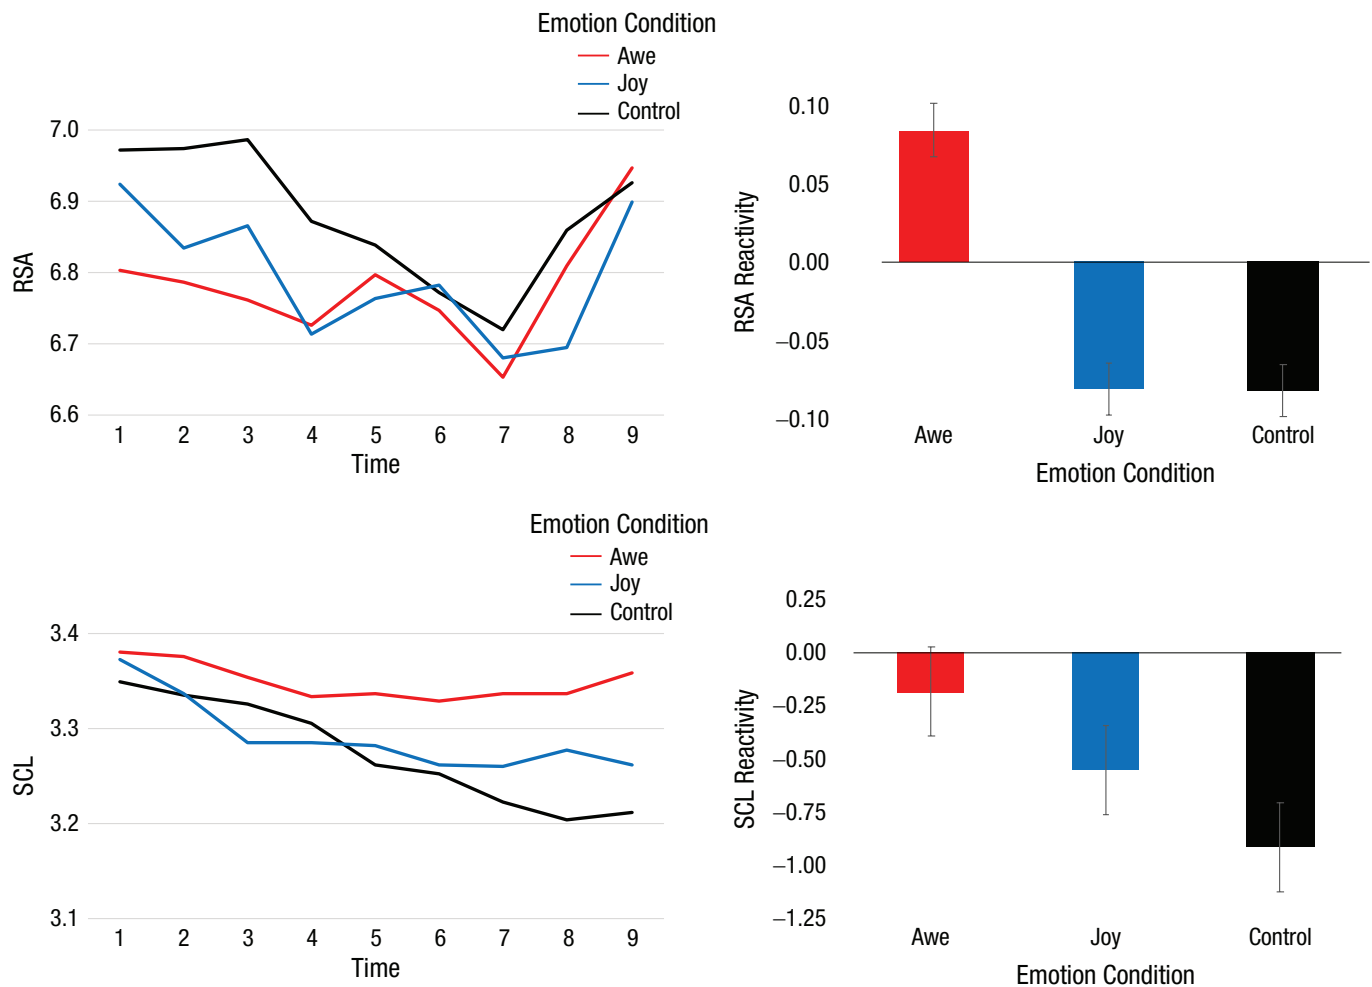 Emotion Condition
Awe
Joy
Control
RSA
7.0
6.9
6.8
6.7
6.6
1 2 3 4 5 6 7 8 9
Time
RSA Reactivity
0.10
0.05
0.00
−0.05
−0.10
Awe Joy Control
Emotion Condition
Emotion Condition
Awe
Joy
Control
SCL
3.4
3.3
3.2
3.1
1 2 3 4 5 6 7 8 9
Time
SCL Reactivity
0.25
0.00
−0.25
−0.50
−0.75
−1.00
−1.25
Awe Joy Control
Emotion Condition